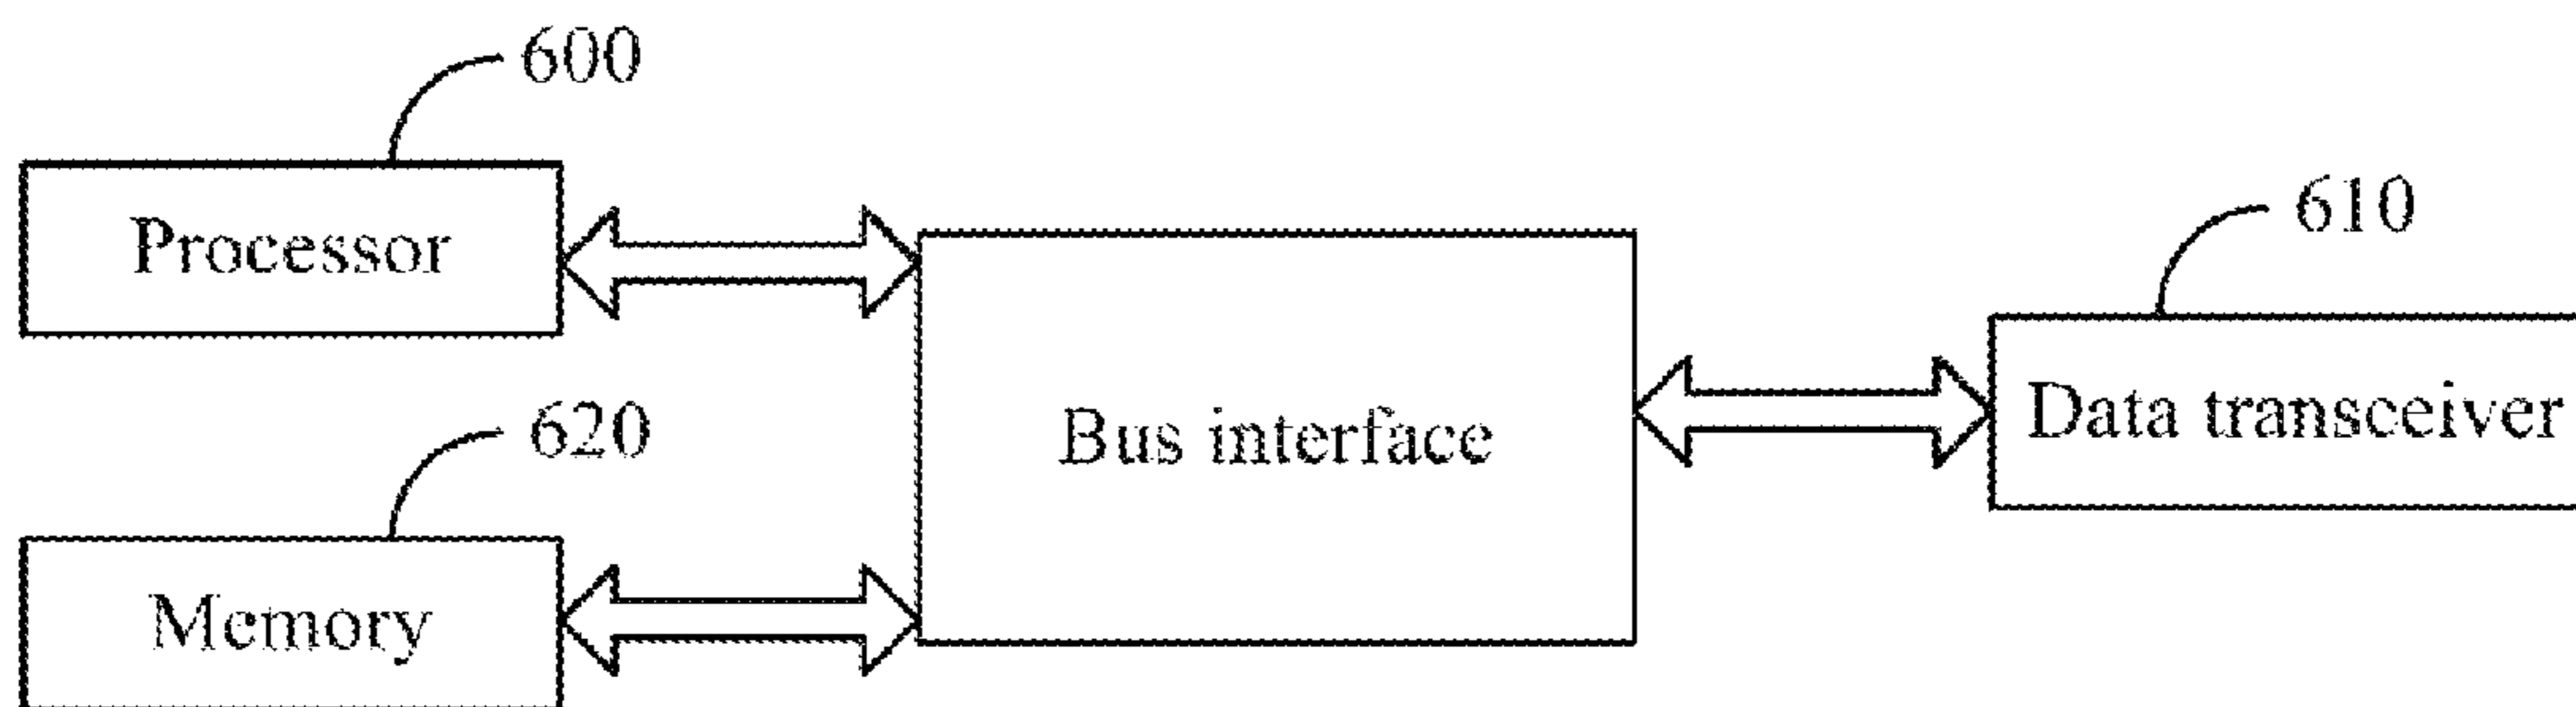 600
Processor
610
Data transceiver
Bus interface
620
Memory